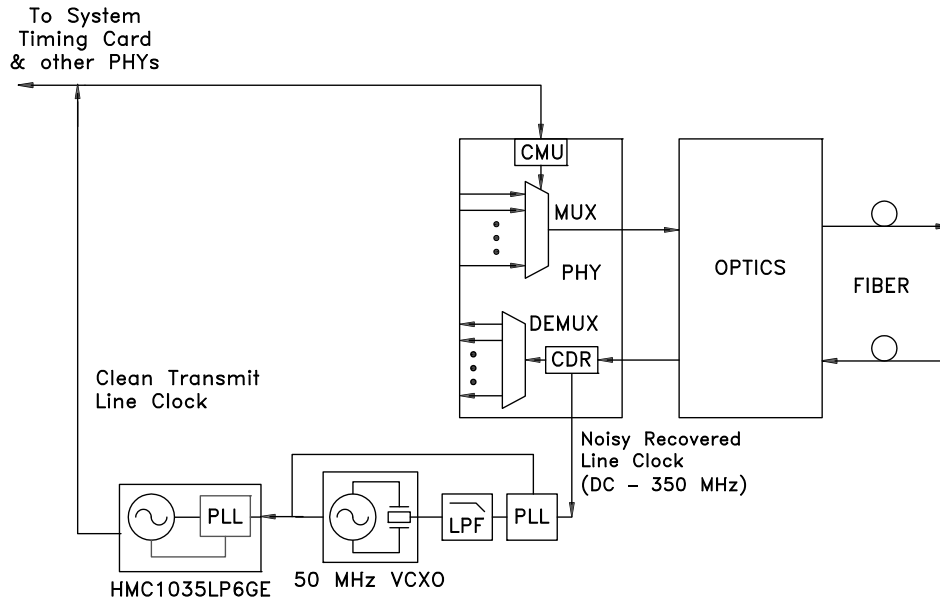 To System
Timing Card
& other PHYs
CMU
MUX
PHY
OPTICS
FIBER
DEMUX
CDR
Clean Transmit
Line Clock
Noisy Recovered
Line Clock
(DC - 350 MHz)
PLL
LPF
PLL
HMC1035LP6GE
50 MHz VCXO